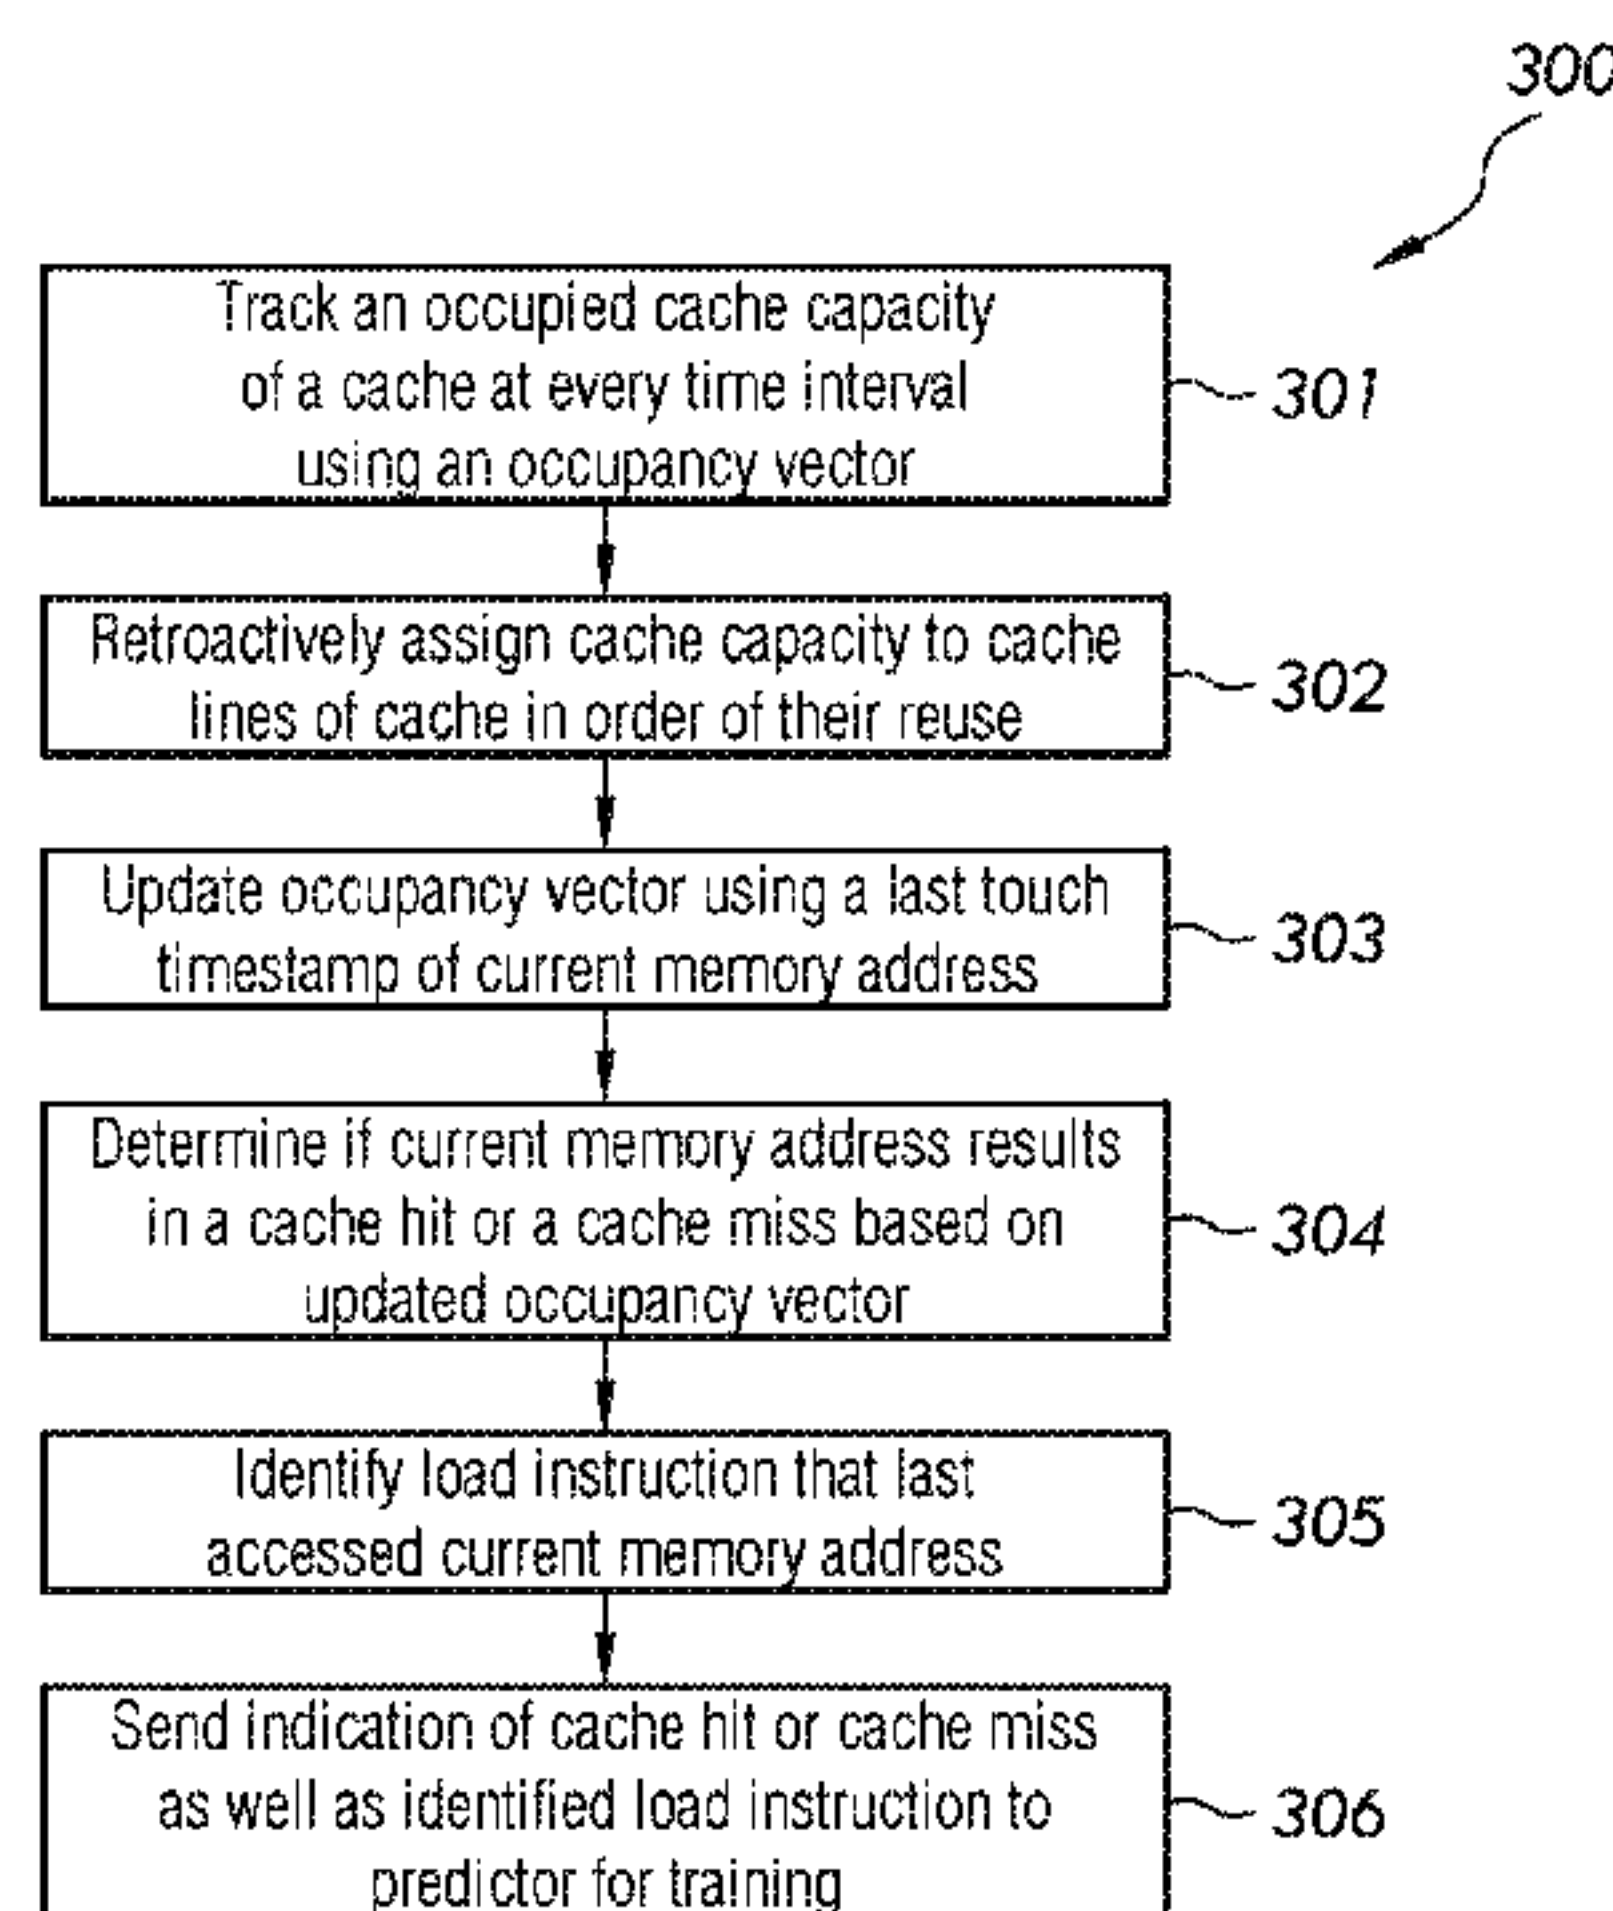 300
Track an occupied cache capacity
of a cache at every time interval
using an occupancy vector
301
Retroactively assign cache capacity to cache
lines of cache in order of their reuse
302
Update occupancy vector using a last touch
timestamp of current memory address
303
Determine if current memory address results
in a cache hit or a cache miss based on
updated occupancy vector
304
Identify load instruction that last
accessed current memory address
305
Send indication of cache hit or cache miss
as well as identified load instruction to
predictor for training
306